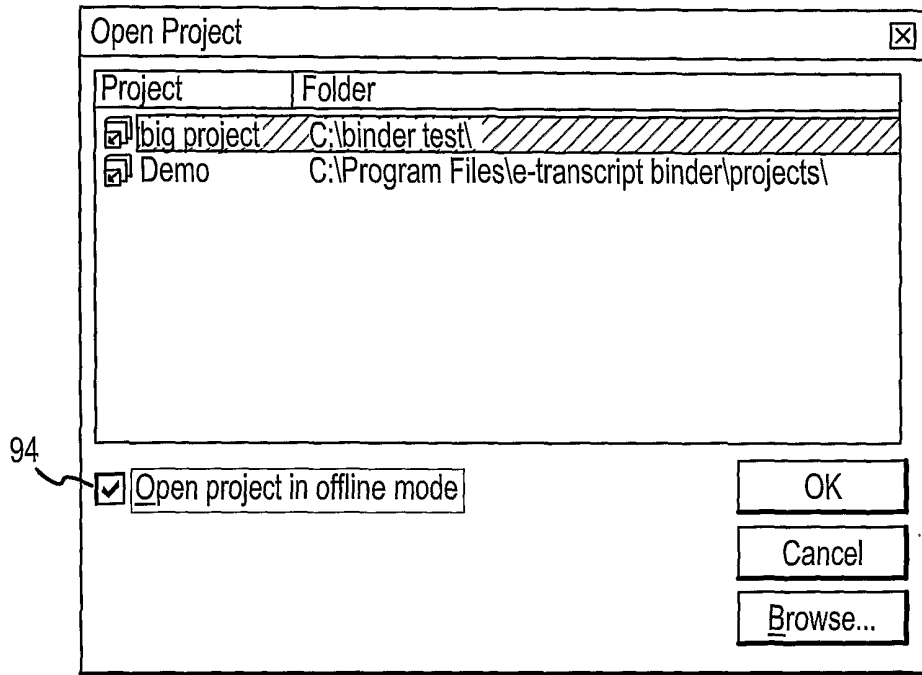 Open Project
Project Folder
big project C:\binder test\
Demo C:\Program Files\e-transcript binder\projects\
94
Open project in offline mode
OK
Cancel
Browse...